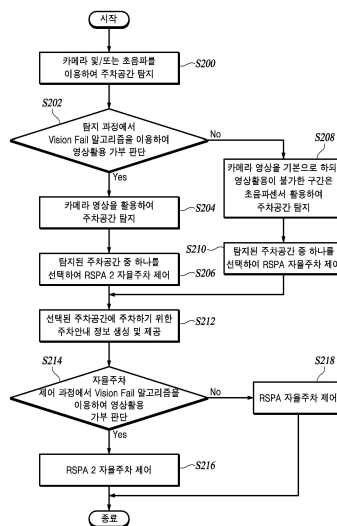 시작
카메라 및/또는 초음파를
이용하여 주차공간 탐지
S200
S202
탐지 과정에서
Vision Fail 알고리즘을 이용하여
영상활용 가부 판단
No
Yes
S208
카메라 영상을 기본으로 하되
영상활용이 불가한 구간은
초음파센서 활용하여
주차공간 탐지
카메라 영상을 활용하여
주차공간 탐지
S204
S210
탐지된 주차공간 중 하나를
선택하여 RSPA 자율주차 제어
탐지된 주차공간 중 하나를
선택하여 RSPA 2 자율주차 제어
S206
선택된 주차공간에 주차하기 위한
주차안내 정보 생성 및 제공
S212
S214
자율주차
제어 과정에서 Vision Fail 알고리즘을
이용하여 영상활용
가부 판단
No
Yes
S218
RSPA 자율주차 제어
RSPA 2 자율주차 제어
S216
종료